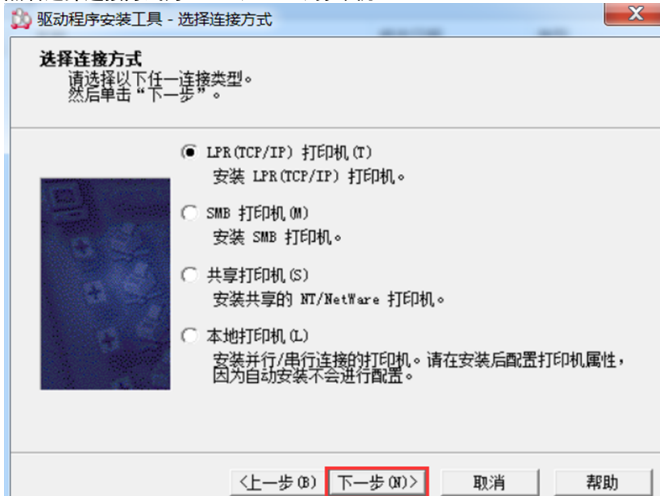 驱动程序安装工具 - 选择连接方式
选择连接方式
请选择以下任一连接类型。
然后单击“下一步”。
LPR(TCP/IP) 打印机(T)
安装 LPR(TCP/IP) 打印机。
SMB 打印机(M)
安装 SMB 打印机。
共享打印机(S)
安装共享的 NT/NetWare 打印机。
本地打印机(L)
安装并行/串行连接的打印机。请在安装后配置打印机属性，
因为自动安装不会进行配置。
<上一步(B) 下一步(N)> 取消 帮助